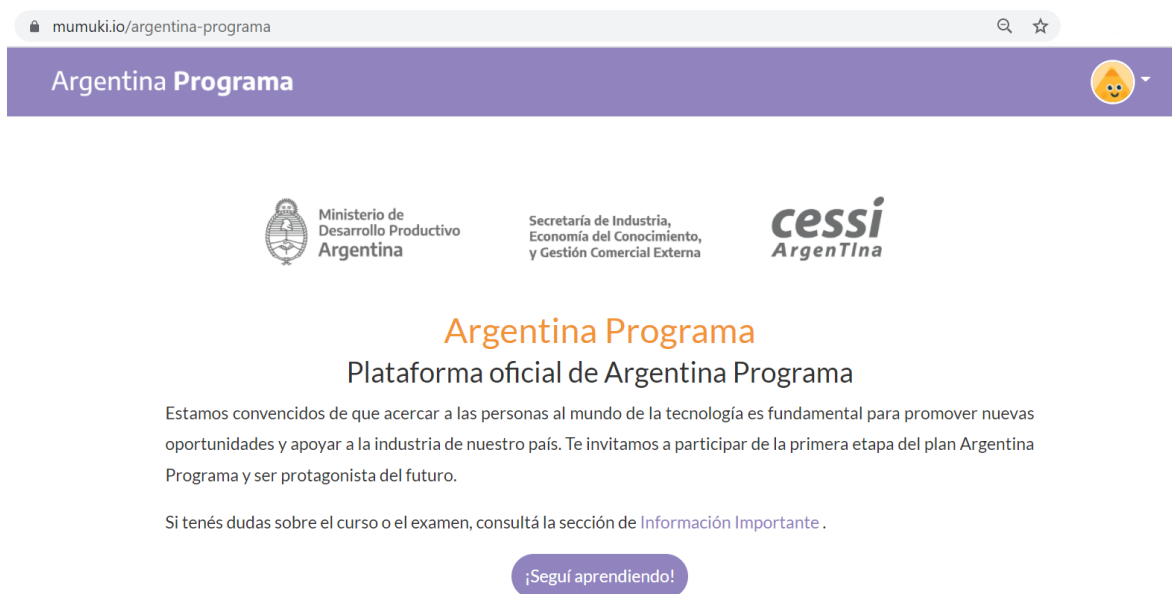 mumuki.io/argentina-programa
Argentina Programa
Ministerio de
Desarrollo Productivo
Argentina
Secretaría de Industria,
Economía del Conocimiento,
y Gestión Comercial Externa
cessi
ArgenTIna
Argentina Programa
Plataforma oficial de Argentina Programa
Estamos convencidos de que acercar a las personas al mundo de la tecnología es fundamental para promover nuevas
oportunidades y apoyar a la industria de nuestro país. Te invitamos a participar de la primera etapa del plan Argentina
Programa y ser protagonista del futuro.
Si tenés dudas sobre el curso o el examen, consultá la sección de Información Importante .
¡Seguí aprendiendo!